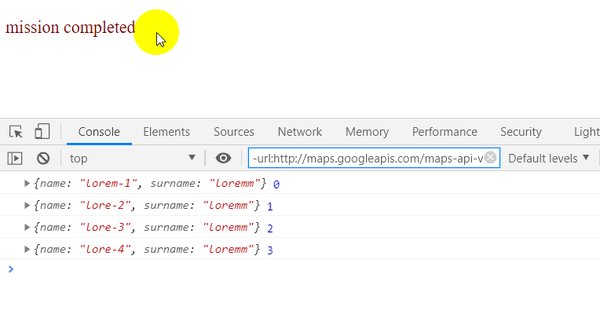 mission completed
Console Elements Sources Network Memory Performance Security Light
top -url:http://maps.googleapis.com/maps-api-v Default levels
{name: "lorem-1", surname: "loremm"} 0
{name: "lore-2", surname: "loremm"} 1
{name: "lore-3", surname: "loremm"} 2
{name: "lore-4", surname: "loremm"} 3